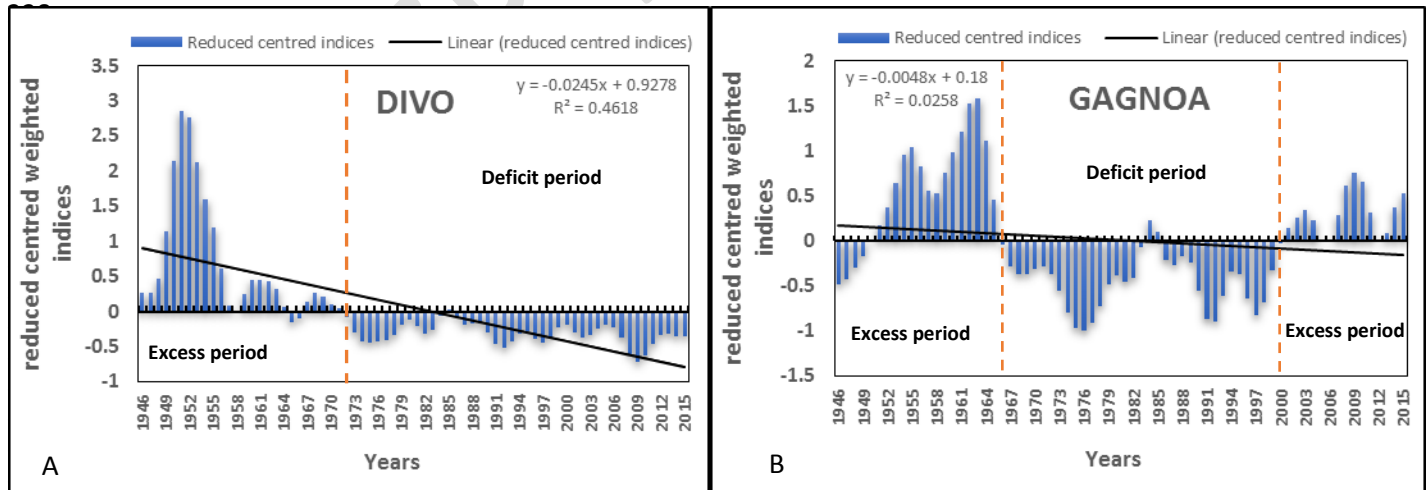 Reduced centred indices Linear (reduced centred indices)
y = -0.0245x + 0.9278
R² = 0.4618
DIVO
Deficit period
Excess period
reduced centred weighted
indices
3.5
3
2.5
2
1.5
1
0.5
0
-0.5
-1
1946 1949 1952 1955 1958 1961 1964 1967 1970 1973 1976 1979 1982 1985 1988 1991 1994 1997 2000 2003 2006 2009 2012 2015
Years
A
Reduced centred indices Linear (reduced centred indices)
y = -0.0048x + 0.18
R² = 0.0258
GAGNOA
Deficit period
Excess period
Excess period
reduced centred weighted
indices
2
1.5
1
0.5
0
-0.5
-1
-1.5
1946 1949 1952 1955 1958 1961 1964 1967 1970 1973 1976 1979 1982 1985 1988 1991 1994 1997 2000 2003 2006 2009 2012 2015
Years
B